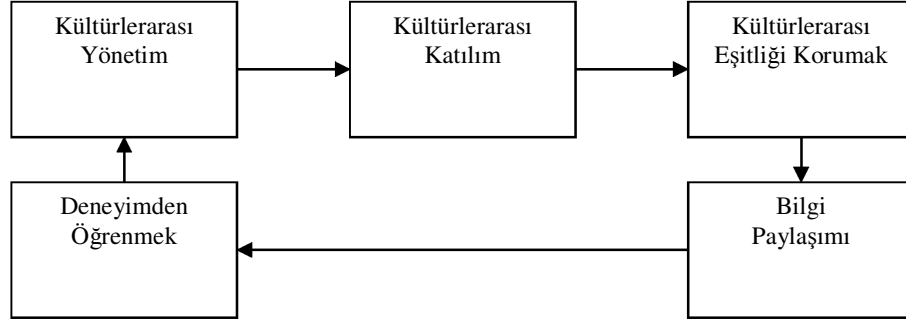 Kültürlerarası
Yönetim
Kültürlerarası
Katılım
Kültürlerarası
Eşitliği Korumak
Deneyimden
Öğrenmek
Bilgi
Paylaşımı